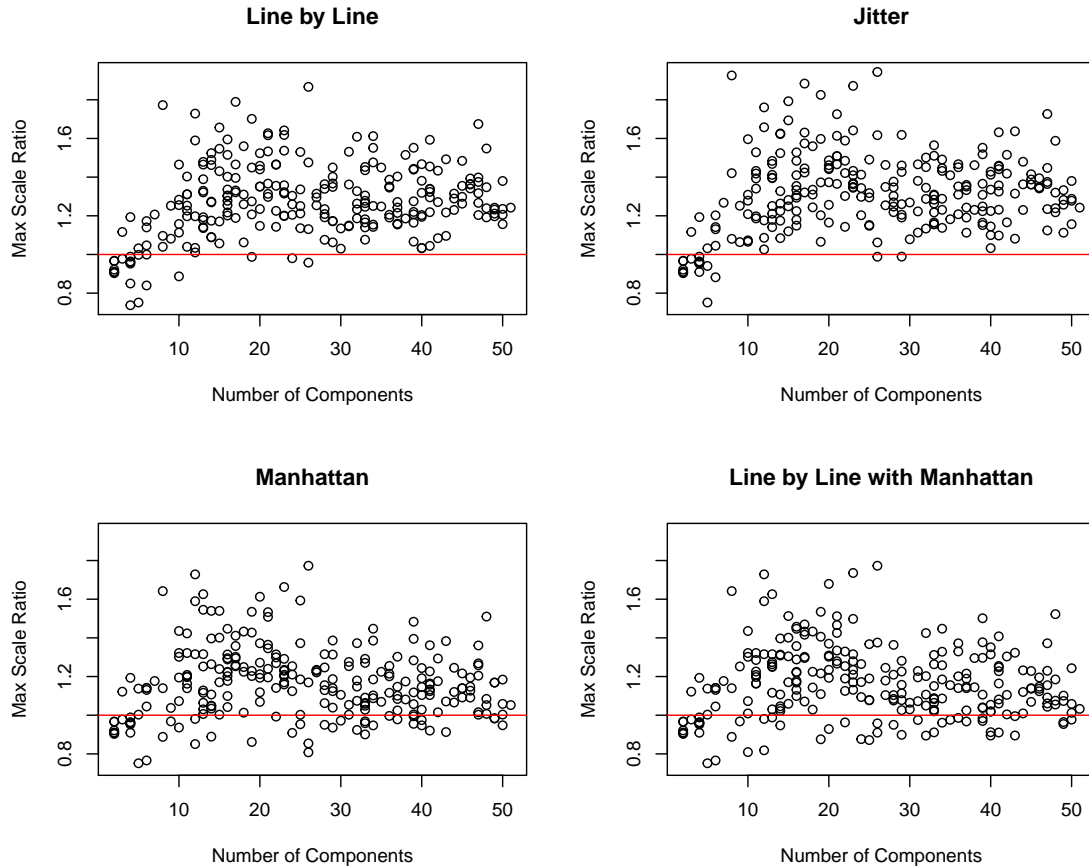 Line by Line
Max Scale Ratio
0.8
1.2
1.6
10 20 30 40 50
Number of Components
Jitter
Max Scale Ratio
0.8
1.2
1.6
10 20 30 40 50
Number of Components
Manhattan
Max Scale Ratio
0.8
1.2
1.6
10 20 30 40 50
Number of Components
Line by Line with Manhattan
Max Scale Ratio
0.8
1.2
1.6
10 20 30 40 50
Number of Components